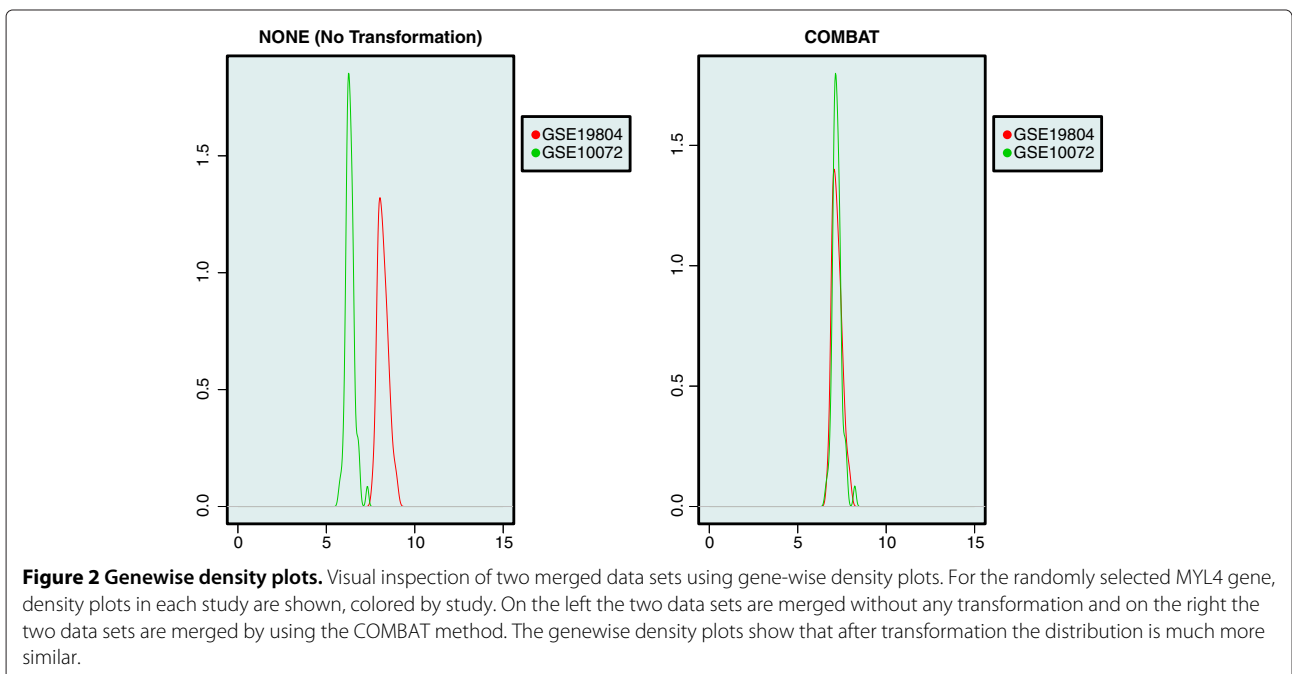 NONE (No Transformation)
GSE19804
GSE10072
0.0
0.5
1.0
1.5
0
5
10
15
COMBAT
GSE19804
GSE10072
0.0
0.5
1.0
1.5
0
5
10
15
Figure 2 Genewise density plots. Visual inspection of two merged data sets using gene-wise density plots. For the randomly selected MYL4 gene,
density plots in each study are shown, colored by study. On the left the two data sets are merged without any transformation and on the right the
two data sets are merged by using the COMBAT method. The genewise density plots show that after transformation the distribution is much more
similar.